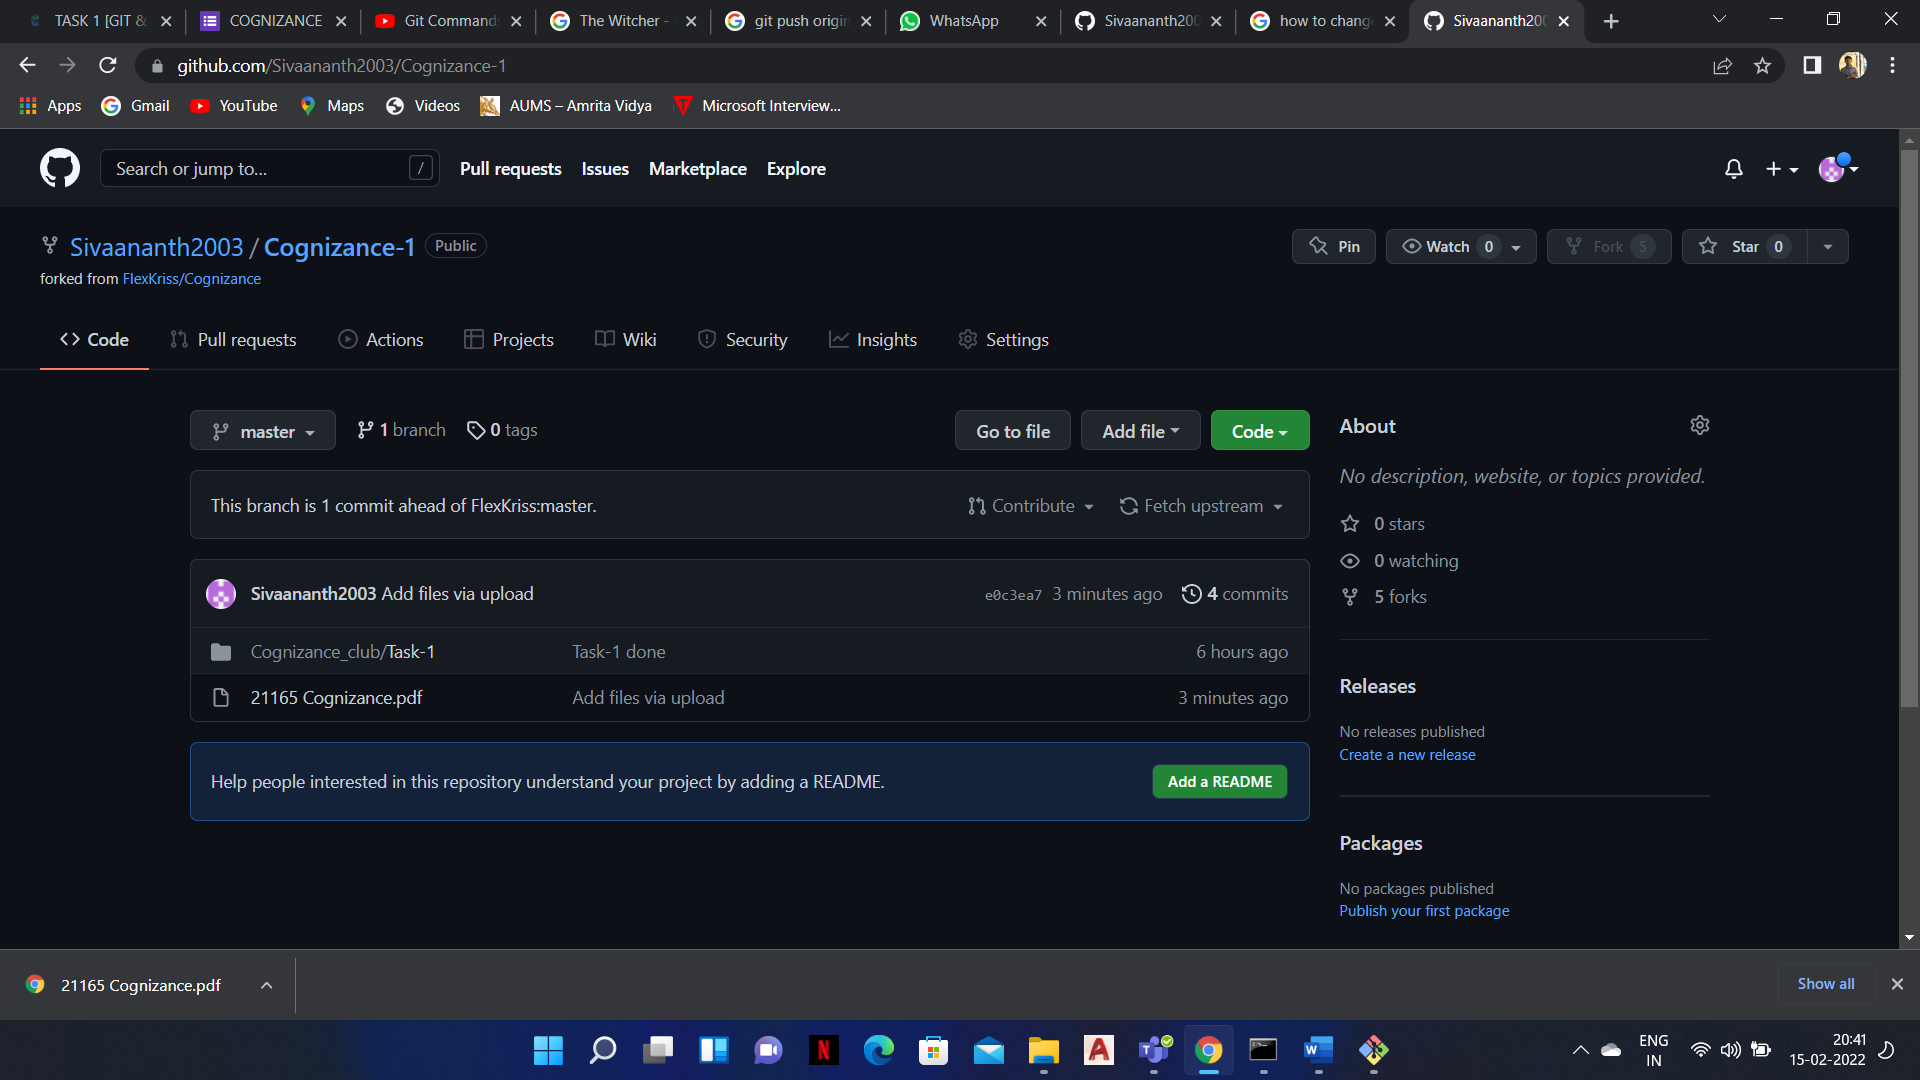 TASK 1 [GIT &
COGNIZANCE
Git Command
The Witcher -
git push origin
WhatsApp
Sivaananth200
how to change
Sivaananth200
github.com/Sivaananth2003/Cognizance-1
Apps
Gmail
YouTube
Maps
Videos
AUMS – Amrita Vidya
Microsoft Interview...
Search or jump to...
/
Pull requests
Issues
Marketplace
Explore
Sivaananth2003 / Cognizance-1 Public
Pin
Watch 0
Fork 5
Star 0
forked from FlexKriss/Cognizance
Code
Pull requests
Actions
Projects
Wiki
Security
Insights
Settings
master
1 branch
0 tags
Go to file
Add file
Code
This branch is 1 commit ahead of FlexKriss:master.
Contribute
Fetch upstream
Sivaananth2003 Add files via upload
e0c3ea7 3 minutes ago
4 commits
Cognizance_club/Task-1
Task-1 done
6 hours ago
21165 Cognizance.pdf
Add files via upload
3 minutes ago
Help people interested in this repository understand your project by adding a README.
Add a README
About
No description, website, or topics provided.
0 stars
0 watching
5 forks
Releases
No releases published
Create a new release
Packages
No packages published
Publish your first package
21165 Cognizance.pdf
Show all
ENG
IN
20:41
15-02-2022